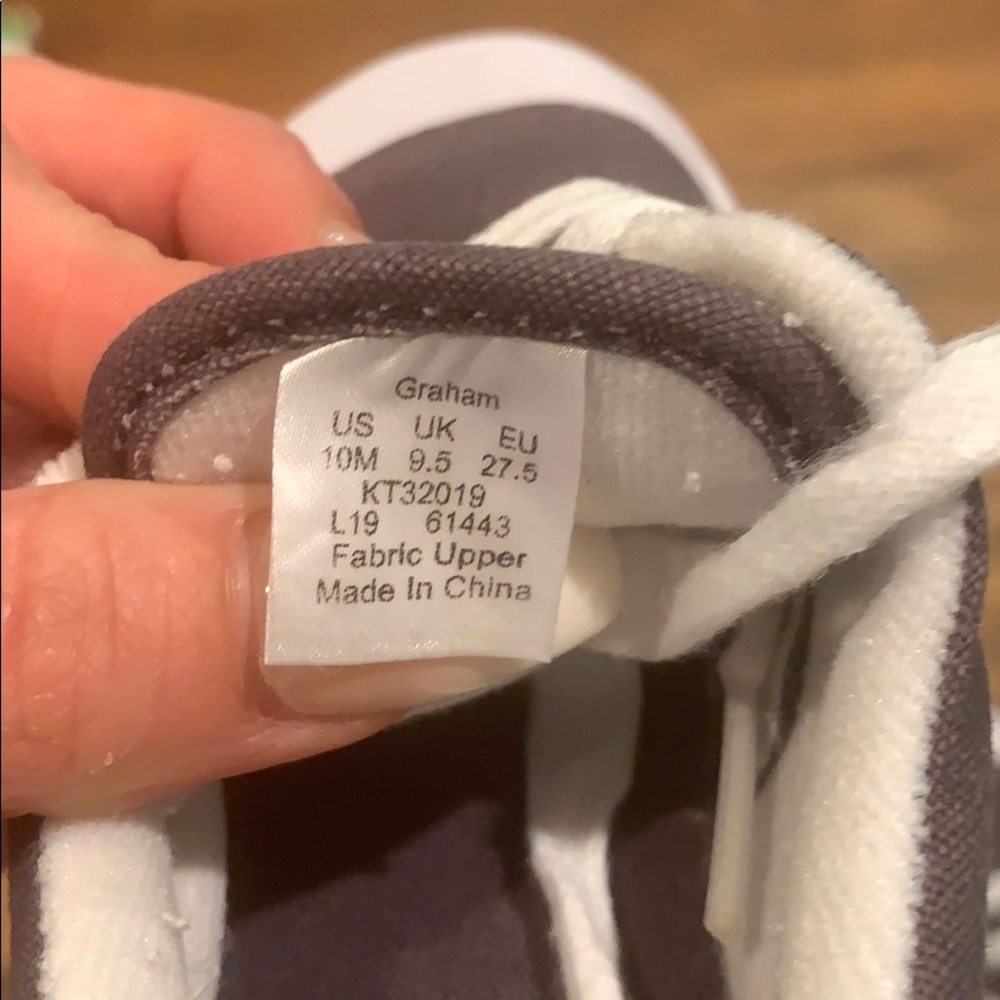 Graham
US UK EU
10M 9.5 27.5
KT32019
L19 61443
Fabric Upper
Made In China